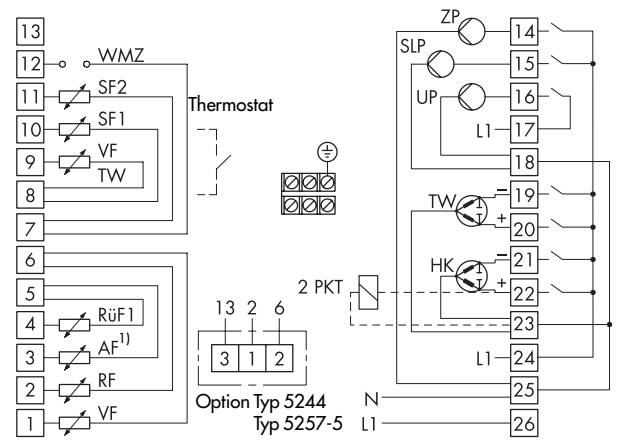 13
12 WMZ
11 SF2
10 SF1
9 VF
TW
8
7
6
5
4 RüF1
3 AF1)
2 RF
1 VF
Thermostat
13 2 6
3 1 2
Option Typ 5244
Typ 5257-5
ZP 14
SLP 15
UP 16
L1 17
18
TW − 19
+ 20
HK − 21
2 PKT + 22
23
L1 24
N 25
L1 26